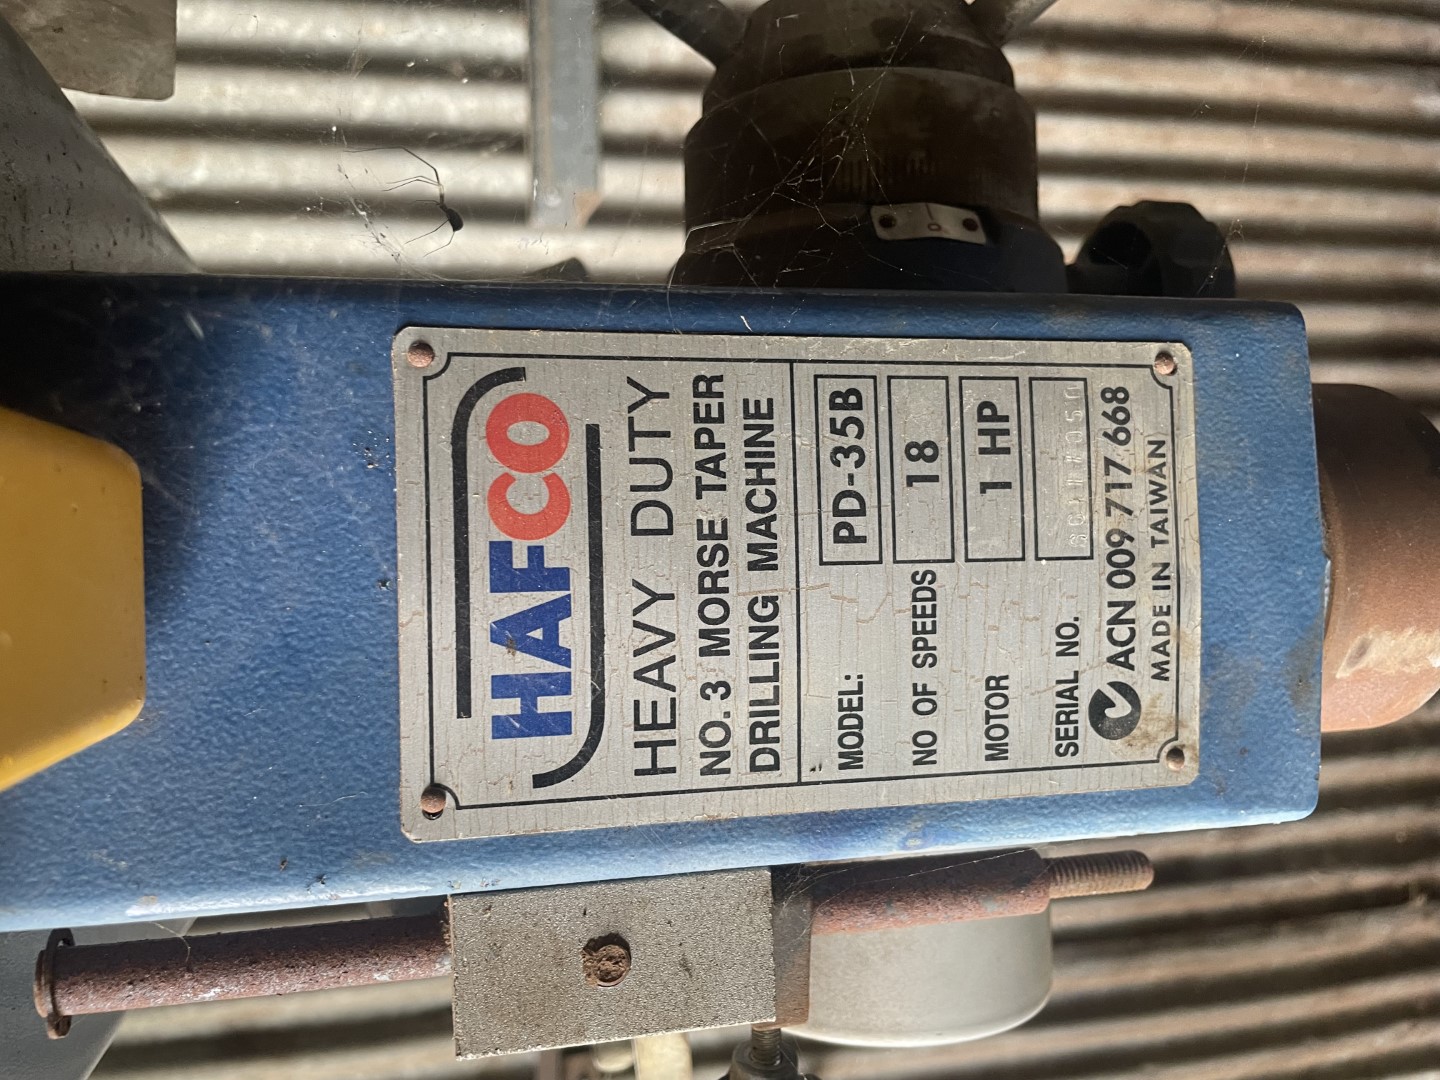 HAFCO
HEAVY DUTY
NO. 3 MORSE TAPER
DRILLING MACHINE
MODEL: PD-35B
NO OF SPEEDS 18
MOTOR 1 HP
SERIAL NO.
ACN 009 717 668
MADE IN TAIWAN